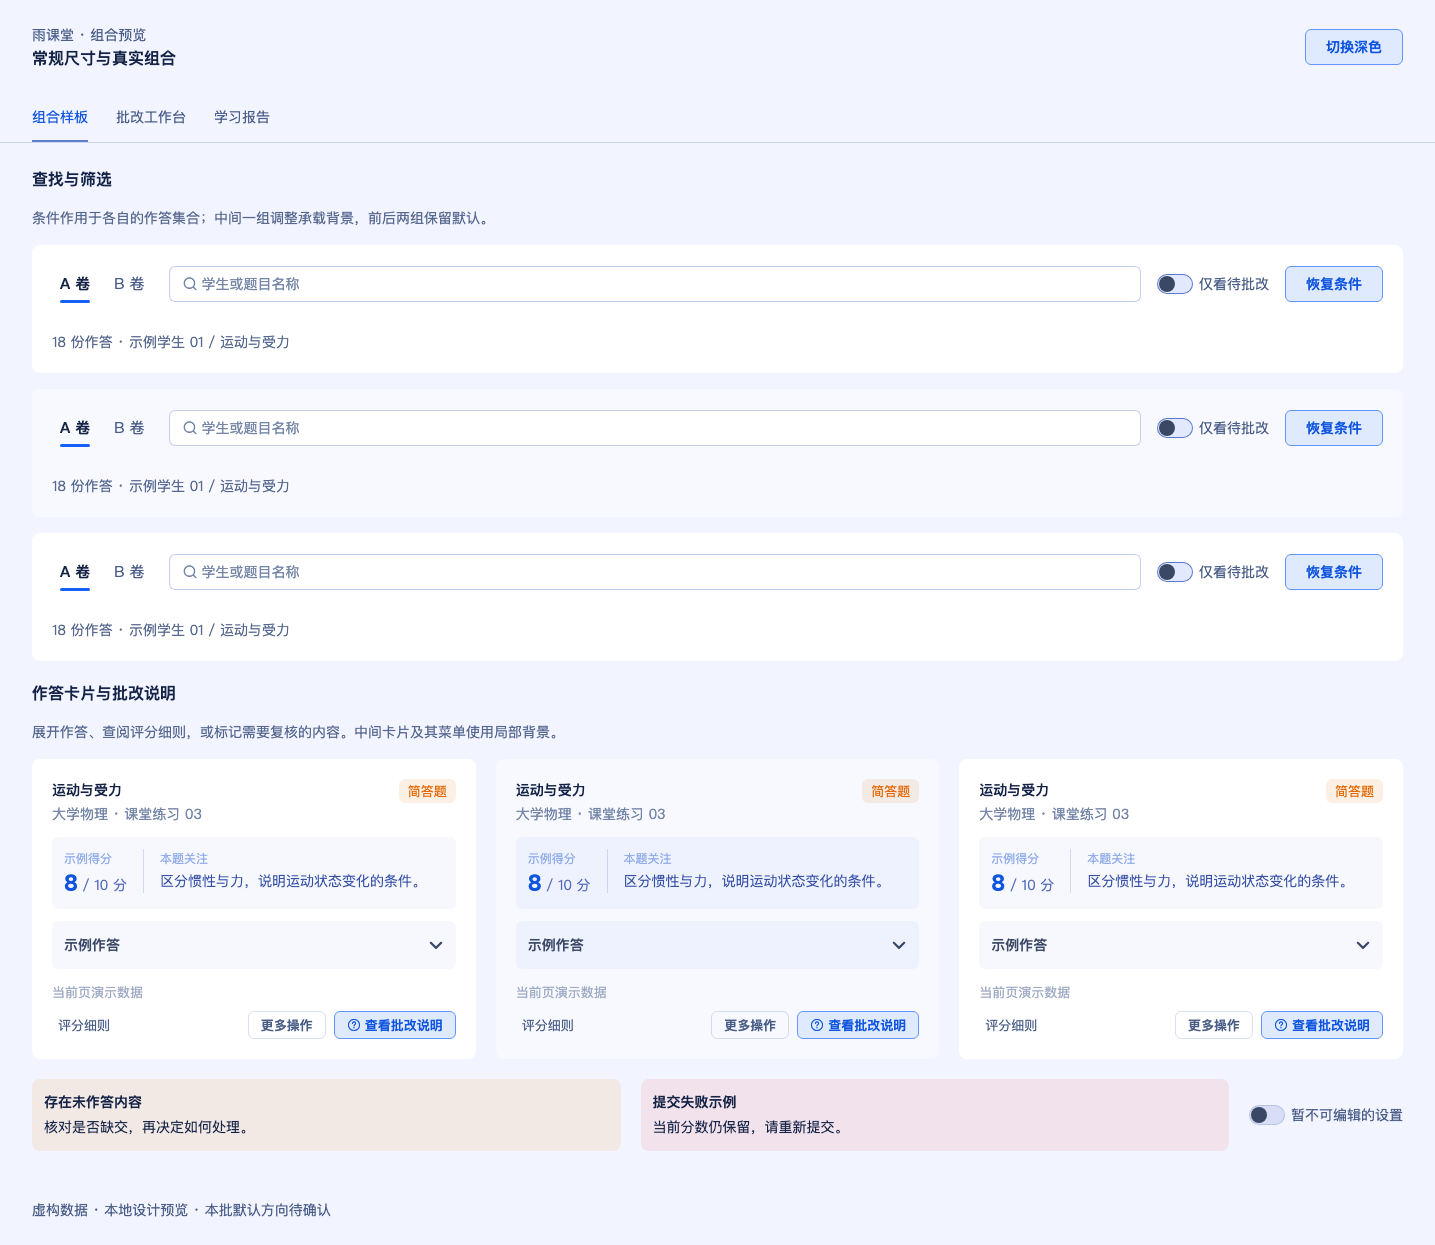 雨课堂 · 组合预览
常规尺寸与真实组合
切换深色
组合样板 批改工作台 学习报告
查找与筛选
条件作用于各自的作答集合；中间一组调整承载背景，前后两组保留默认。
A 卷 B 卷 学生或题目名称 仅看待批改 恢复条件
18 份作答 · 示例学生 01 / 运动与受力
A 卷 B 卷 学生或题目名称 仅看待批改 恢复条件
18 份作答 · 示例学生 01 / 运动与受力
A 卷 B 卷 学生或题目名称 仅看待批改 恢复条件
18 份作答 · 示例学生 01 / 运动与受力
作答卡片与批改说明
展开作答、查阅评分细则，或标记需要复核的内容。中间卡片及其菜单使用局部背景。
运动与受力 简答题
大学物理 · 课堂练习 03
示例得分 本题关注
8 / 10 分 区分惯性与力，说明运动状态变化的条件。
示例作答
当前页演示数据
评分细则 更多操作 查看批改说明
运动与受力 简答题
大学物理 · 课堂练习 03
示例得分 本题关注
8 / 10 分 区分惯性与力，说明运动状态变化的条件。
示例作答
当前页演示数据
评分细则 更多操作 查看批改说明
运动与受力 简答题
大学物理 · 课堂练习 03
示例得分 本题关注
8 / 10 分 区分惯性与力，说明运动状态变化的条件。
示例作答
当前页演示数据
评分细则 更多操作 查看批改说明
存在未作答内容
核对是否缺交，再决定如何处理。
提交失败示例
当前分数仍保留，请重新提交。
暂不可编辑的设置
虚构数据 · 本地设计预览 · 本批默认方向待确认